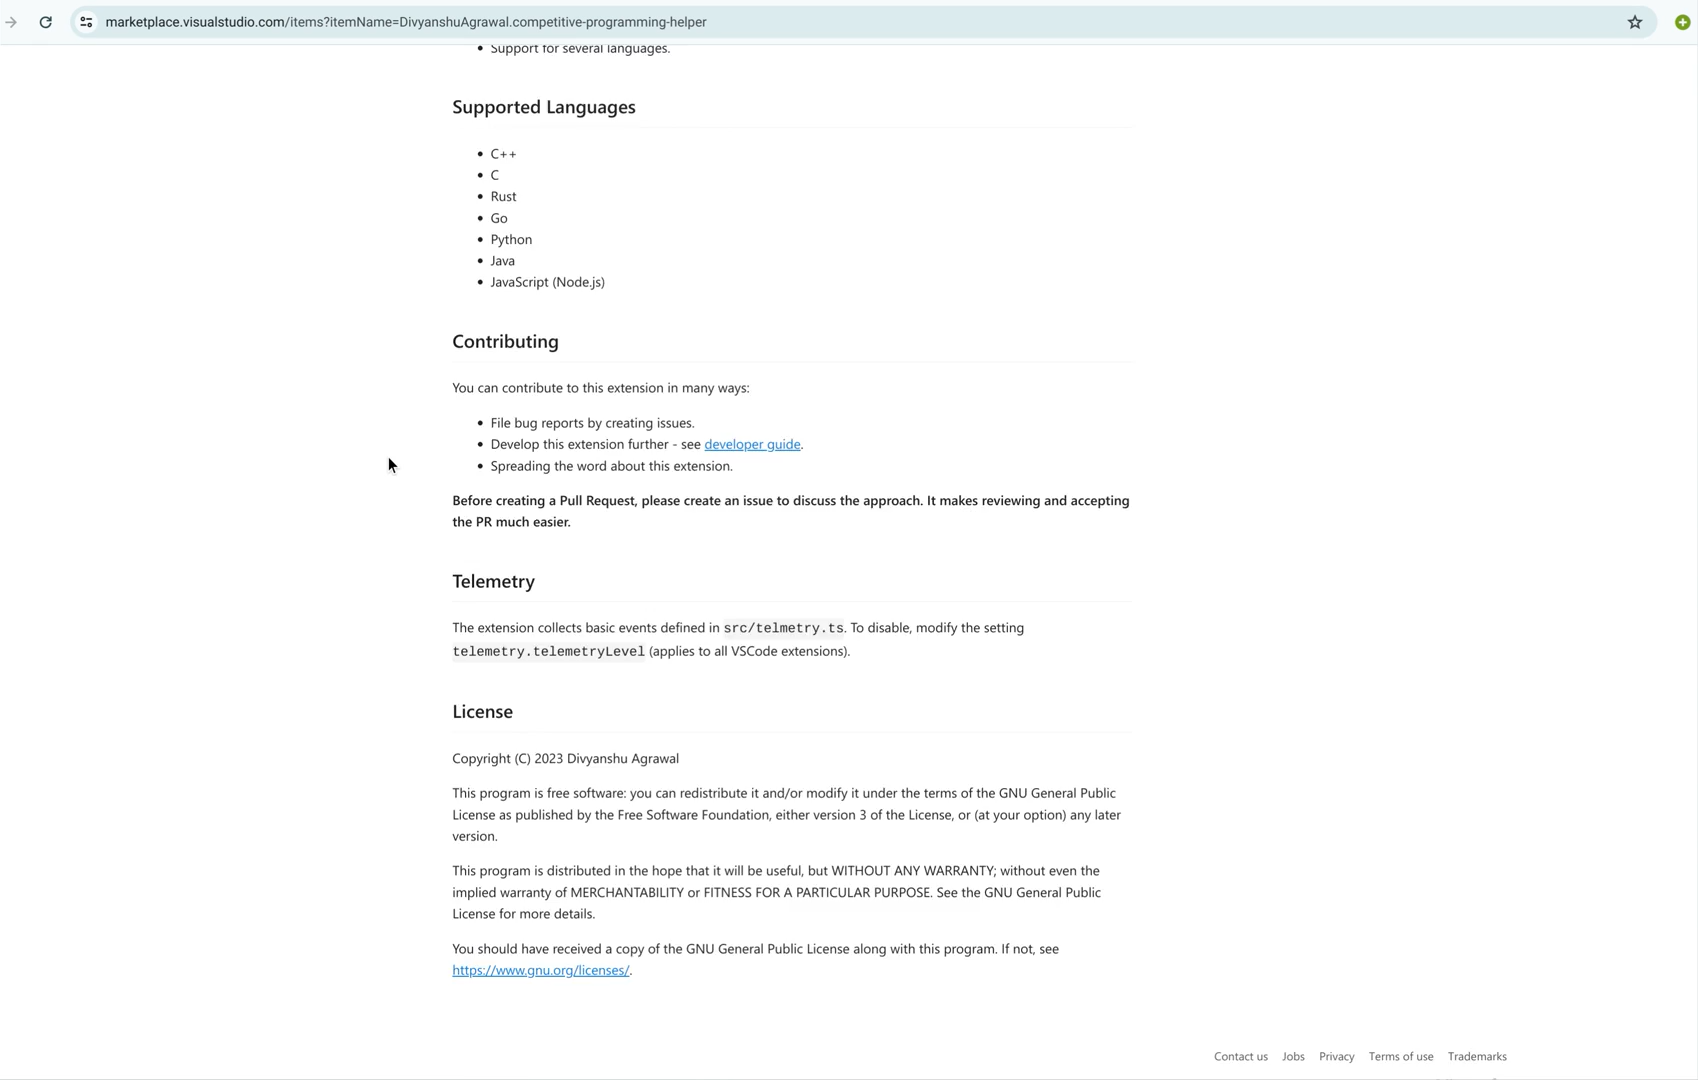 marketplace.visualstudio.com/items?itemName=DivyanshuAgrawal.competitive-programming-helper
• Support for several languages.
Supported Languages
• C++
• C
• Rust
• Go
• Python
• Java
• JavaScript (Node.js)
Contributing
You can contribute to this extension in many ways:
• File bug reports by creating issues.
• Develop this extension further - see developer guide.
• Spreading the word about this extension.
Before creating a Pull Request, please create an issue to discuss the approach. It makes reviewing and accepting
the PR much easier.
Telemetry
The extension collects basic events defined in src/telmetry.ts. To disable, modify the setting
telemetry.telemetryLevel (applies to all VSCode extensions).
License
Copyright (C) 2023 Divyanshu Agrawal
This program is free software: you can redistribute it and/or modify it under the terms of the GNU General Public
License as published by the Free Software Foundation, either version 3 of the License, or (at your option) any later
version.
This program is distributed in the hope that it will be useful, but WITHOUT ANY WARRANTY; without even the
implied warranty of MERCHANTABILITY or FITNESS FOR A PARTICULAR PURPOSE. See the GNU General Public
License for more details.
You should have received a copy of the GNU General Public License along with this program. If not, see
https://www.gnu.org/licenses/.
Contact us Jobs Privacy Terms of use Trademarks